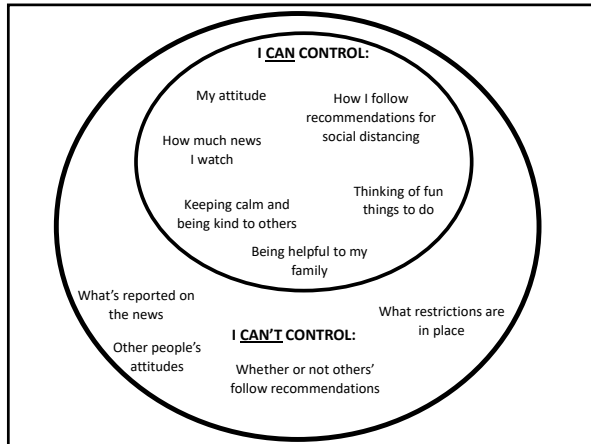 I CAN CONTROL:
My attitude
How I follow
recommendations for
social distancing
How much news
I watch
Keeping calm and
being kind to others
Thinking of fun
things to do
Being helpful to my
family
What's reported on
the news
Other people's
attitudes
I CAN'T CONTROL:
Whether or not others'
follow recommendations
What restrictions are
in place